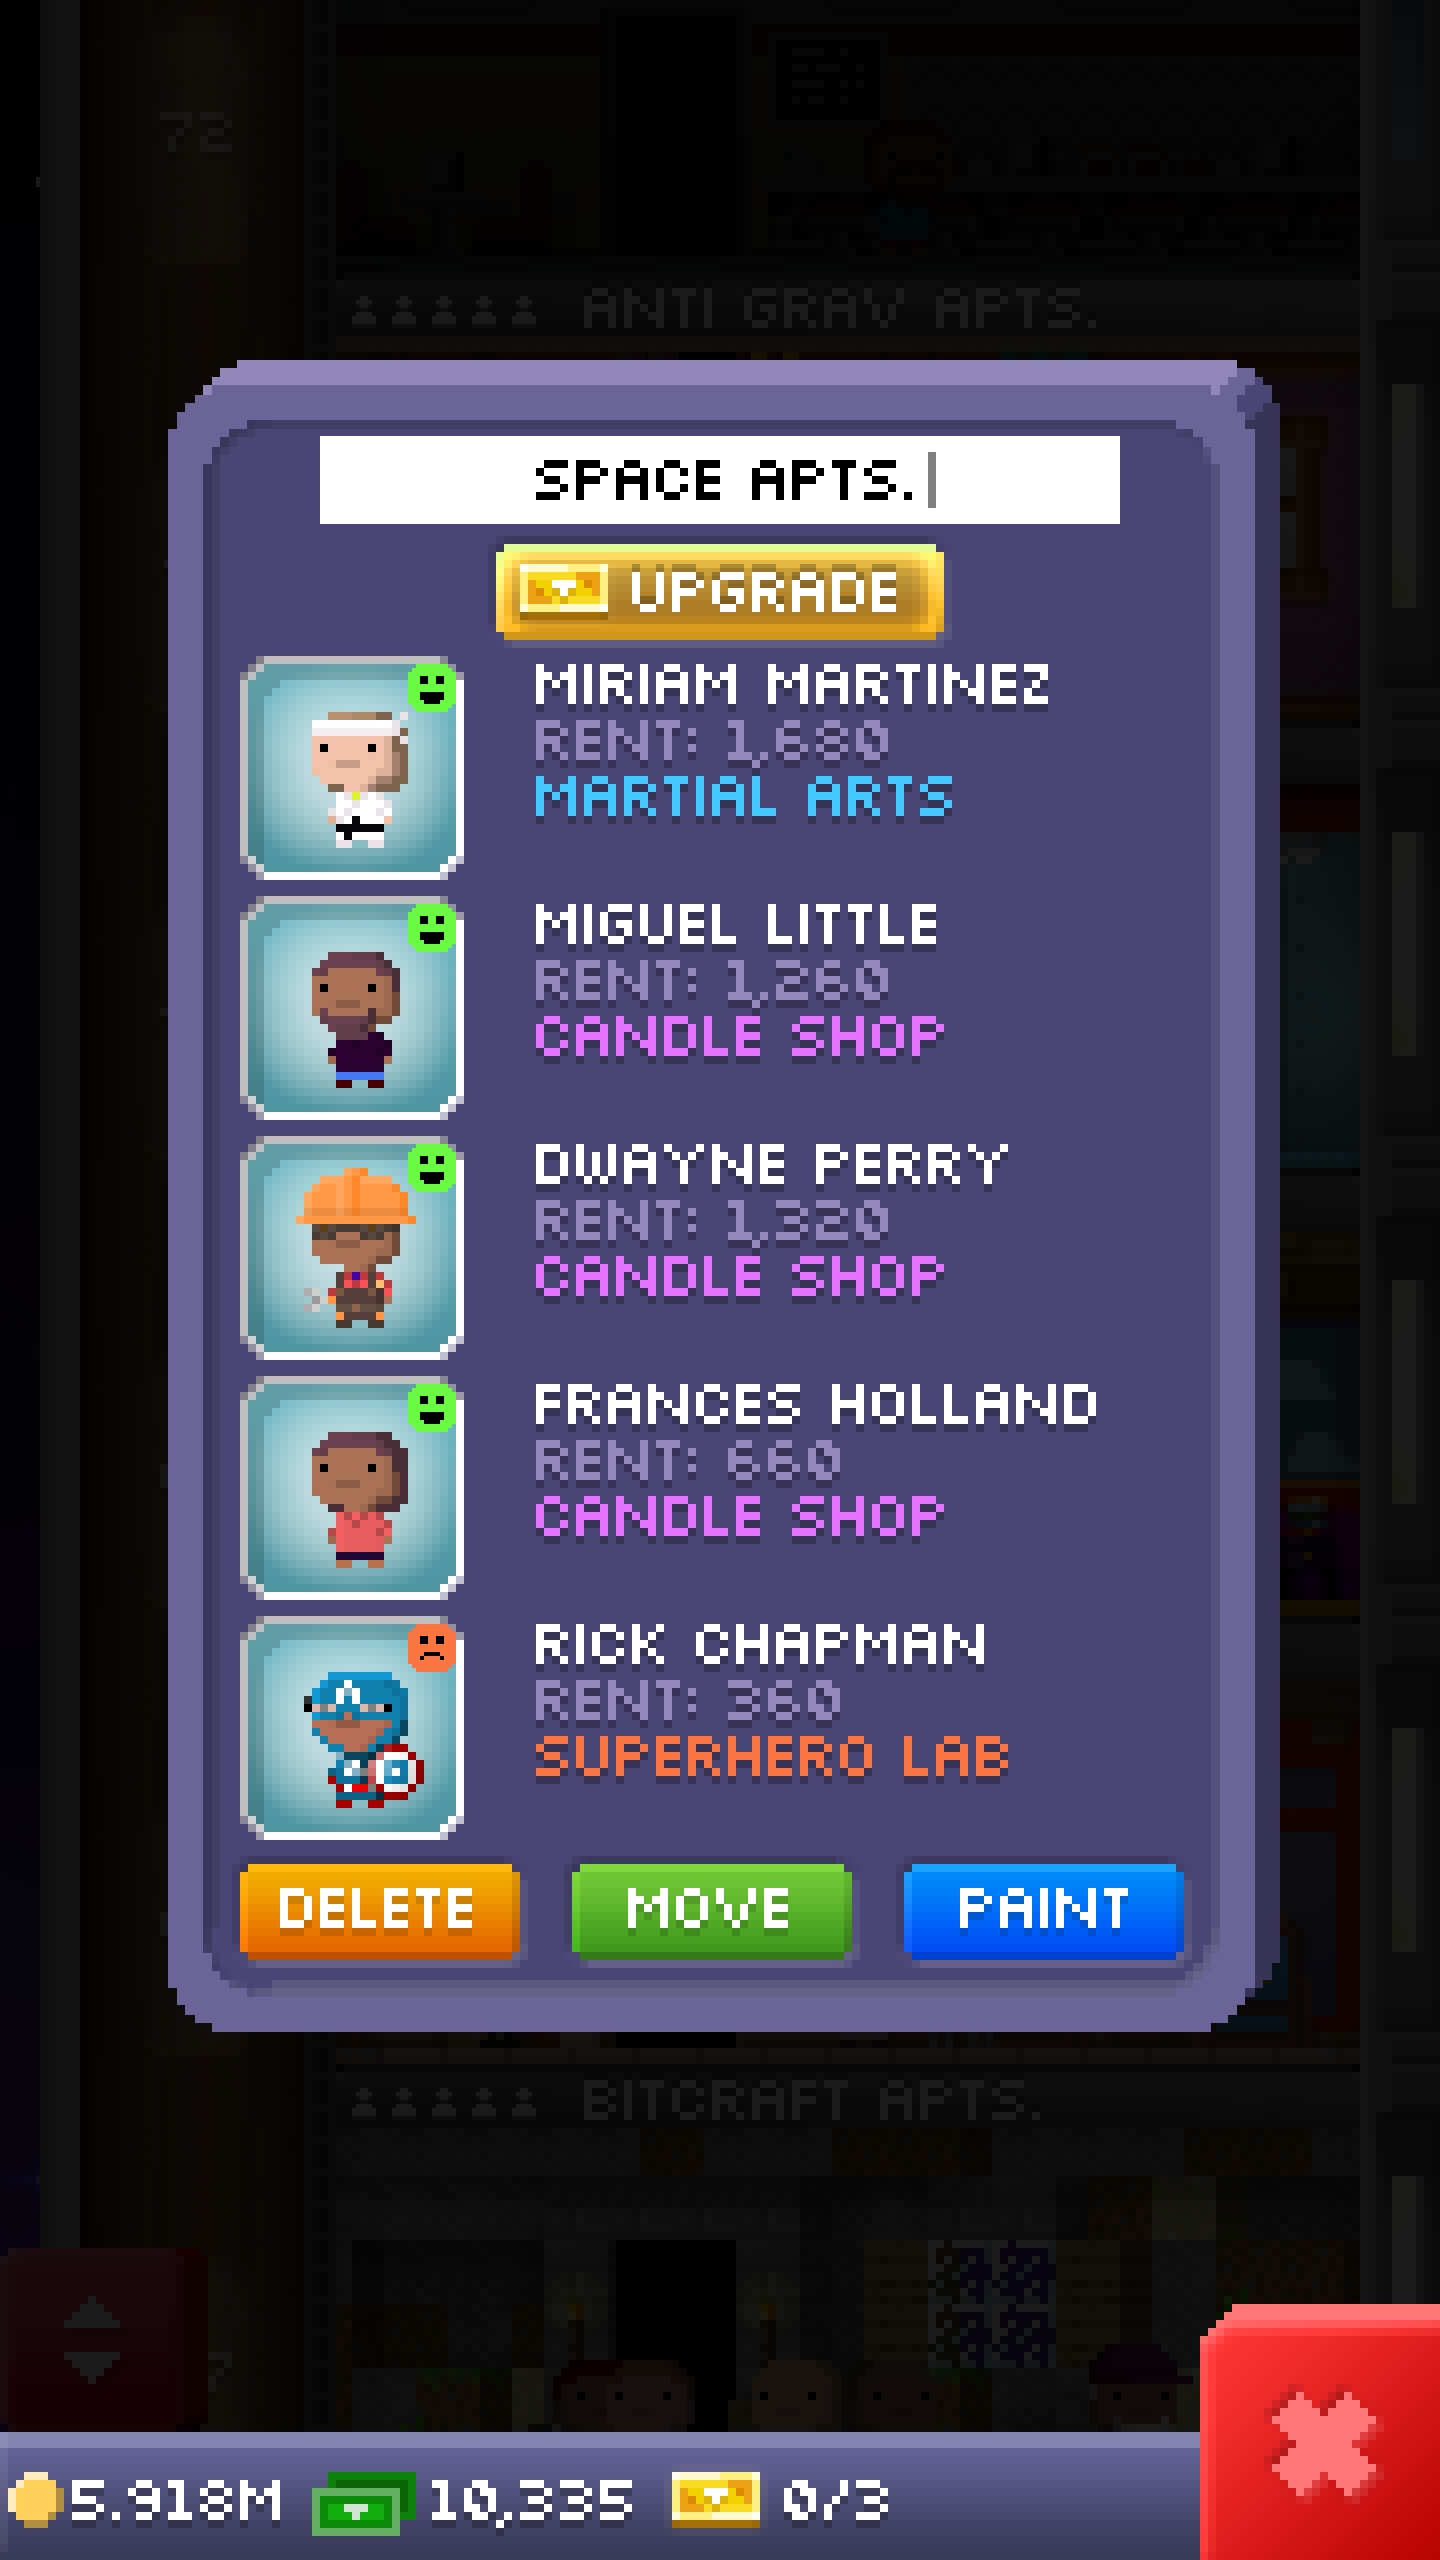 72
ANTI GRAV APTS.
SPACE APTS.
UPGRADE
MIRIAM MARTINEZ
RENT: 1,680
MARTIAL ARTS
MIGUEL LITTLE
RENT: 1,260
CANDLE SHOP
DWAYNE PERRY
RENT: 1,320
CANDLE SHOP
FRANCES HOLLAND
RENT: 660
CANDLE SHOP
RICK CHAPMAN
RENT: 360
SUPERHERO LAB
DELETE MOVE PAINT
BITCRAFT APTS.
5.918M 10,335 0/3